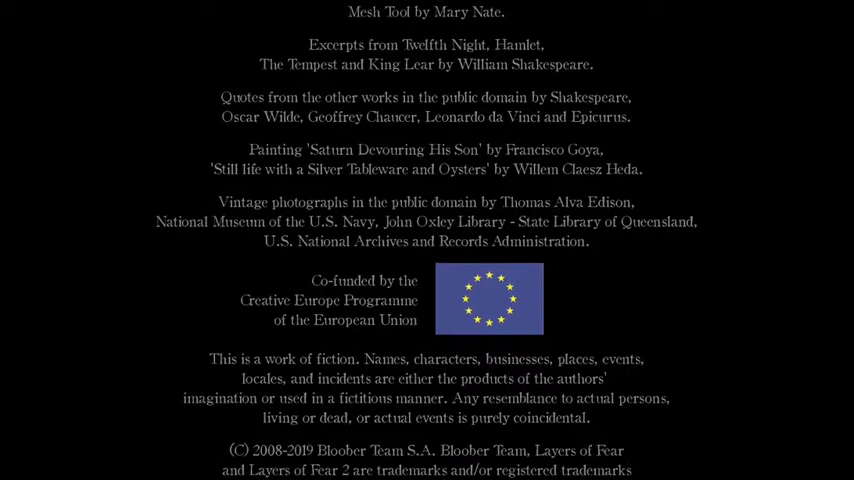 Mesh Tool by Mary Nate.
Excerpts from Twelfth Night, Hamlet,
The Tempest and King Lear by William Shakespeare.
Quotes from the other works in the public domain by Shakespeare,
Oscar Wilde, Geoffrey Chaucer, Leonardo da Vinci and Epicurus.
Painting 'Saturn Devouring His Son' by Francisco Goya,
'Still life with a Silver Tableware and Oysters' by Willem Claesz Heda.
Vintage photographs in the public domain by Thomas Alva Edison,
National Museum of the U.S. Navy, John Oxley Library - State Library of Queensland,
U.S. National Archives and Records Administration.
Co-funded by the
Creative Europe Programme
of the European Union
This is a work of fiction. Names, characters, businesses, places, events,
locales, and incidents are either the products of the authors'
imagination or used in a fictitious manner. Any resemblance to actual persons,
living or dead, or actual events is purely coincidental.
(C) 2008-2019 Bloober Team S.A. Bloober Team, Layers of Fear
and Layers of Fear 2 are trademarks and/or registered trademarks